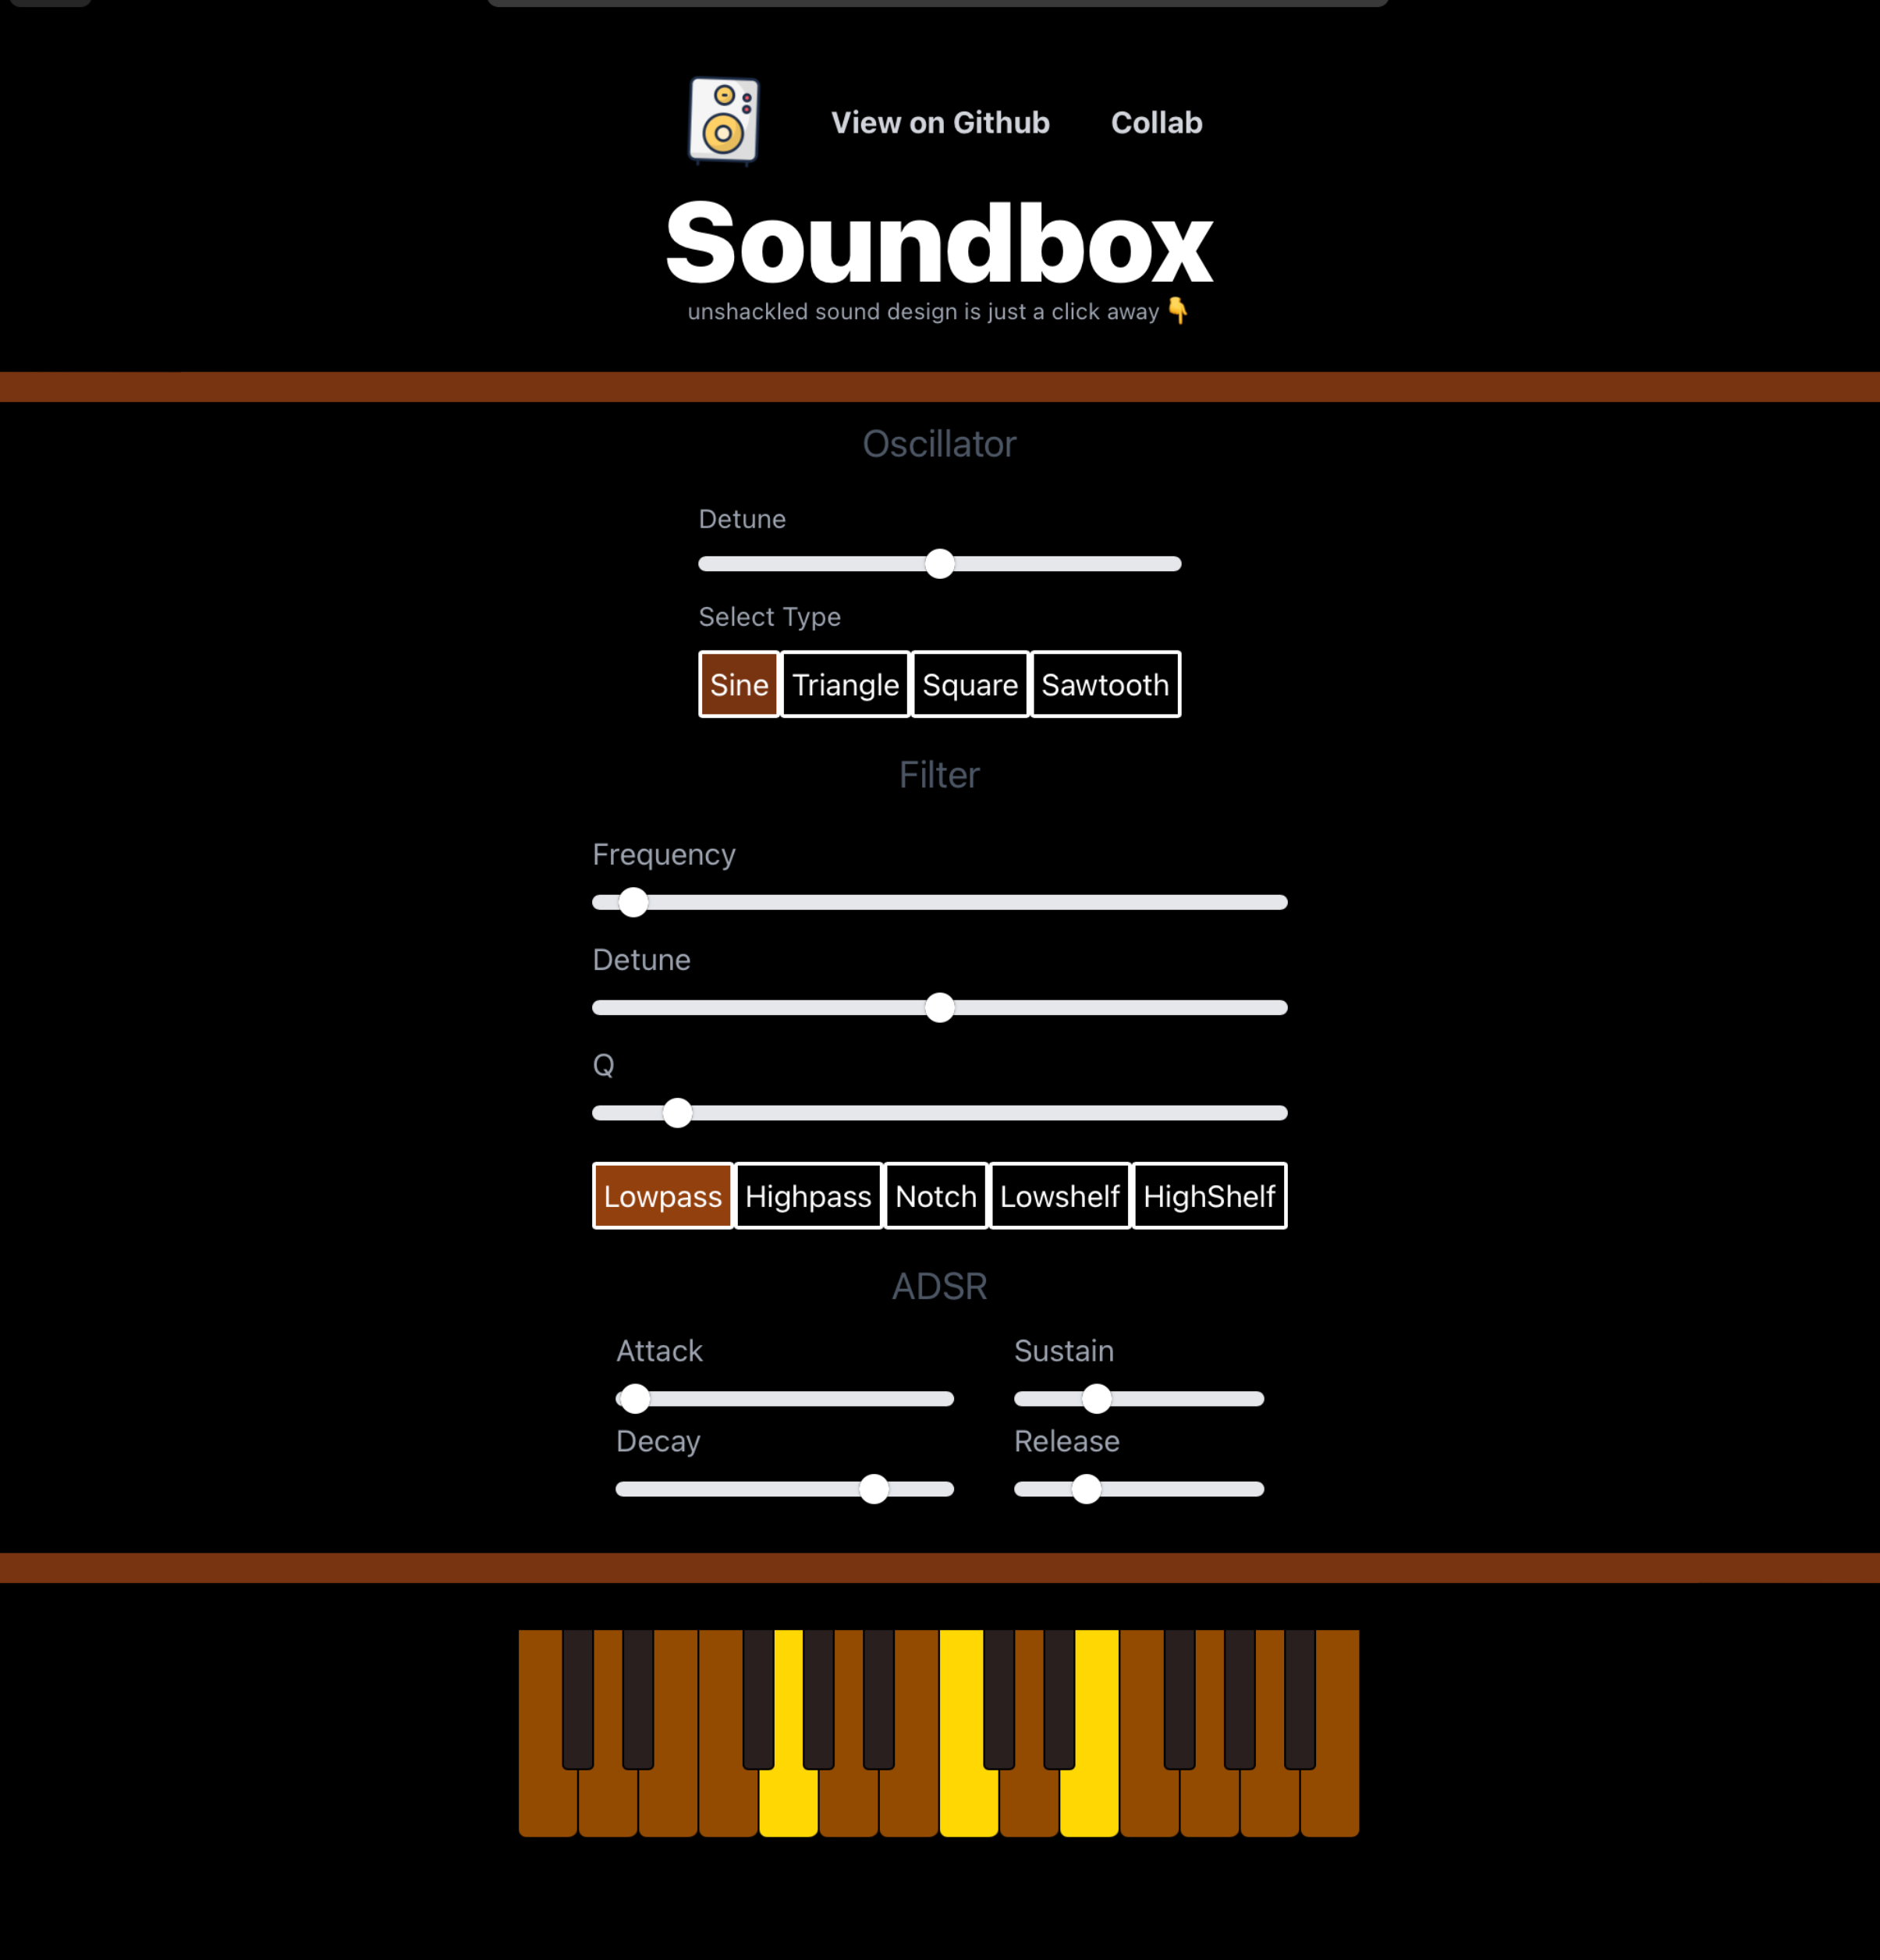 View on Github Collab
Soundbox
unshackled sound design is just a click away 👇
Oscillator
Detune
Select Type
Sine Triangle Square Sawtooth
Filter
Frequency
Detune
Q
Lowpass Highpass Notch Lowshelf HighShelf
ADSR
Attack Sustain
Decay Release